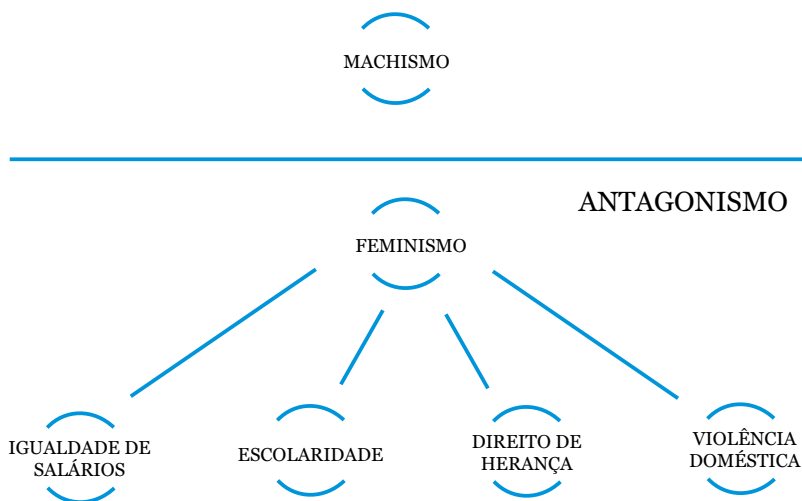 MACHISMO
ANTAGONISMO
FEMINISMO
IGUALDADE DE
SALÁRIOS
ESCOLARIDADE
DIREITO DE
HERANÇA
VIOLÊNCIA
DOMÉSTICA